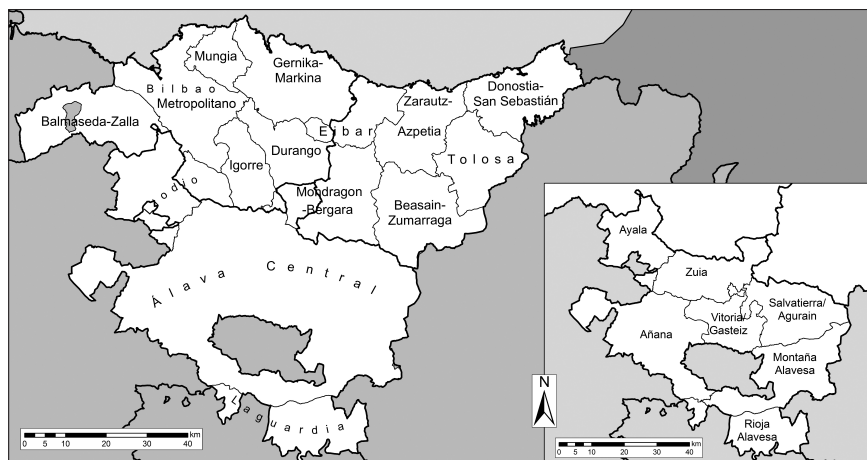 Mungia
Gernika-
Markina
Bilbao
Metropolitano
Balmaseda-Zalla
Zarautz-
Azpetia
Donostia-
San Sebastián
Eibar
Durango
Igorre
Tolosa
Llodio
Mondragon
-Bergara
Beasain-
Zumarraga
Álava Central
Laguardia
km
0 5 10 20 30 40
N
Ayala
Zuia
Salvatierra/
Agurain
Vitoria/
Gasteiz
Añana
Montaña
Alavesa
Rioja
Alavesa
km
0 5 10 20 30 40